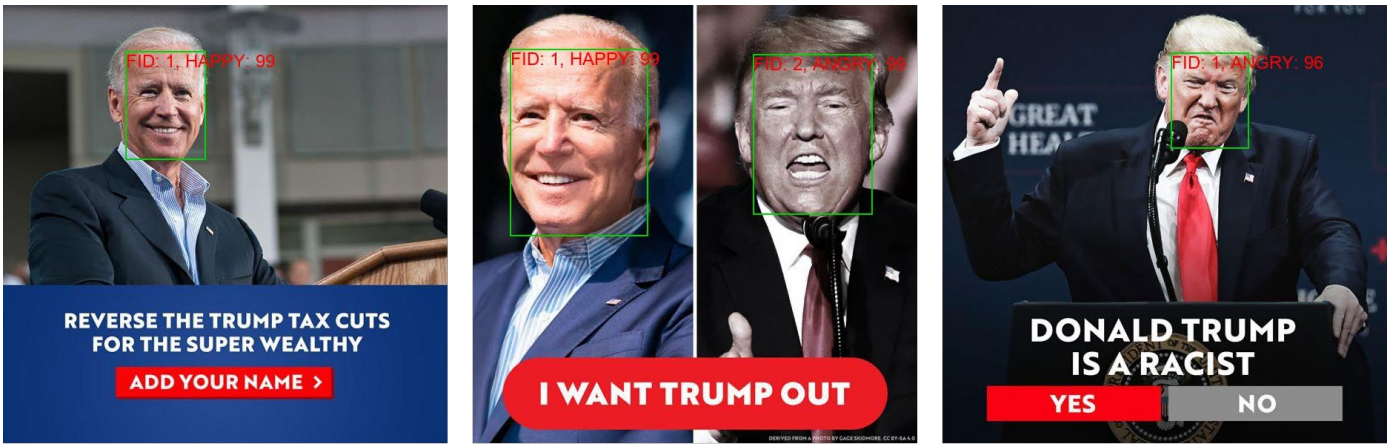 FID: 1, HAPPY: 99
REVERSE THE TRUMP TAX CUTS
FOR THE SUPER WEALTHY
ADD YOUR NAME >
FID: 1, HAPPY: 99
FID: 2, ANGRY: 99
I WANT TRUMP OUT
DERIVED FROM A PHOTO BY GAGE SKIDMORE. CC BY-SA 4.0
FOR YOU
FID: 1, ANGRY: 96
GREAT
DONALD TRUMP
IS A RACIST
YES
NO